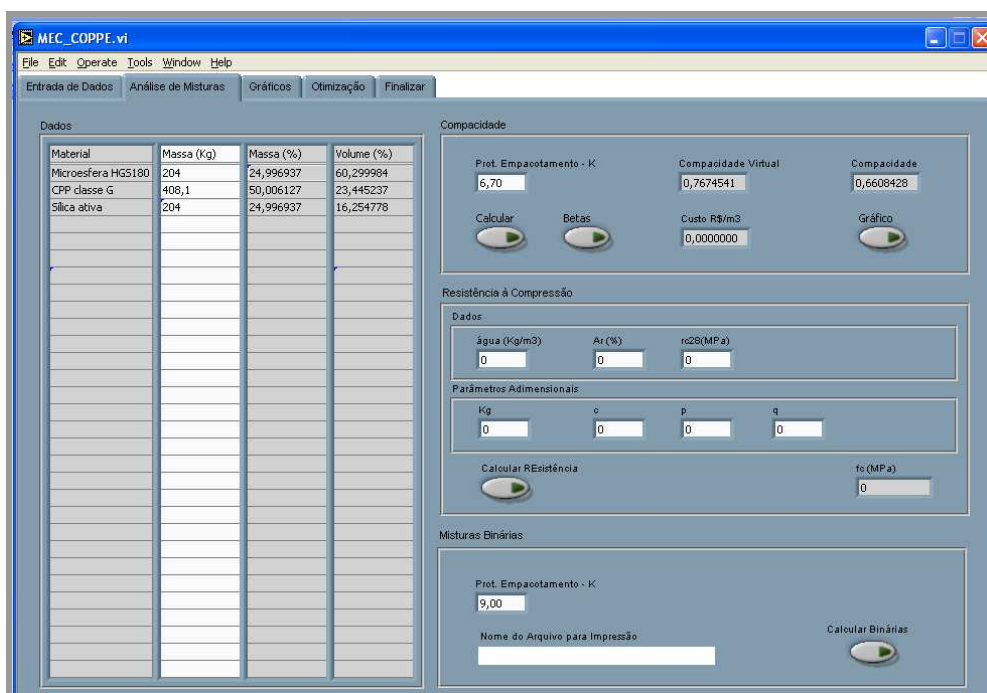 MEC_COPPE.vi
File Edit Operate Tools Window Help
Entrada de Dados Análise de Misturas Gráficos Otimização Finalizar
Dados
Material Massa (Kg) Massa (%) Volume (%)
Microesfera HGS180 204 24,996937 60,299984
CPP classe G 408,1 50,006127 23,445237
Sílica ativa 204 24,996937 16,254778
Compacidade
Prot. Empacotamento - K Compacidade Virtual Compacidade
6,70 0,7674541 0,6608428
Calcular Betas Custo R$/m3 Gráfico
0,0000000
Resistência à Compressão
Dados
água (Kg/m3) Ar (%) rc28(MPa)
0 0 0
Parâmetros Adimensionais
Kg c p q
0 0 0 0
Calcular REsistência fc (MPa)
0
Misturas Binárias
Prot. Empacotamento - K
9,00
Nome do Arquivo para Impressão Calcular Binárias